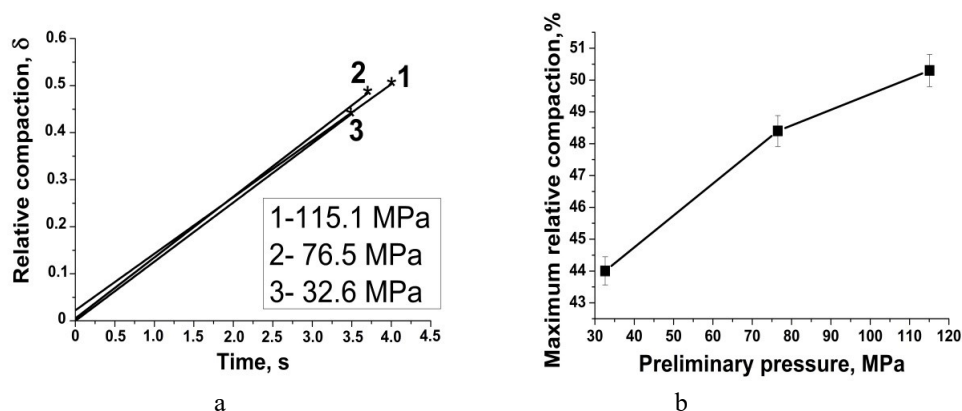 Relative compaction, δ
0.6
0.5
0.4
0.3
0.2
0.1
0
0 0.5 1.0 1.5 2.0 2.5 3.0 3.5 4.0 4.5
Time, s
2
1
3
1-115.1 MPa
2- 76.5 MPa
3- 32.6 MPa
a
Maximum relative compaction,%
51
50
49
48
47
46
45
44
43
30 40 50 60 70 80 90 100 110 120
Preliminary pressure, MPa
b